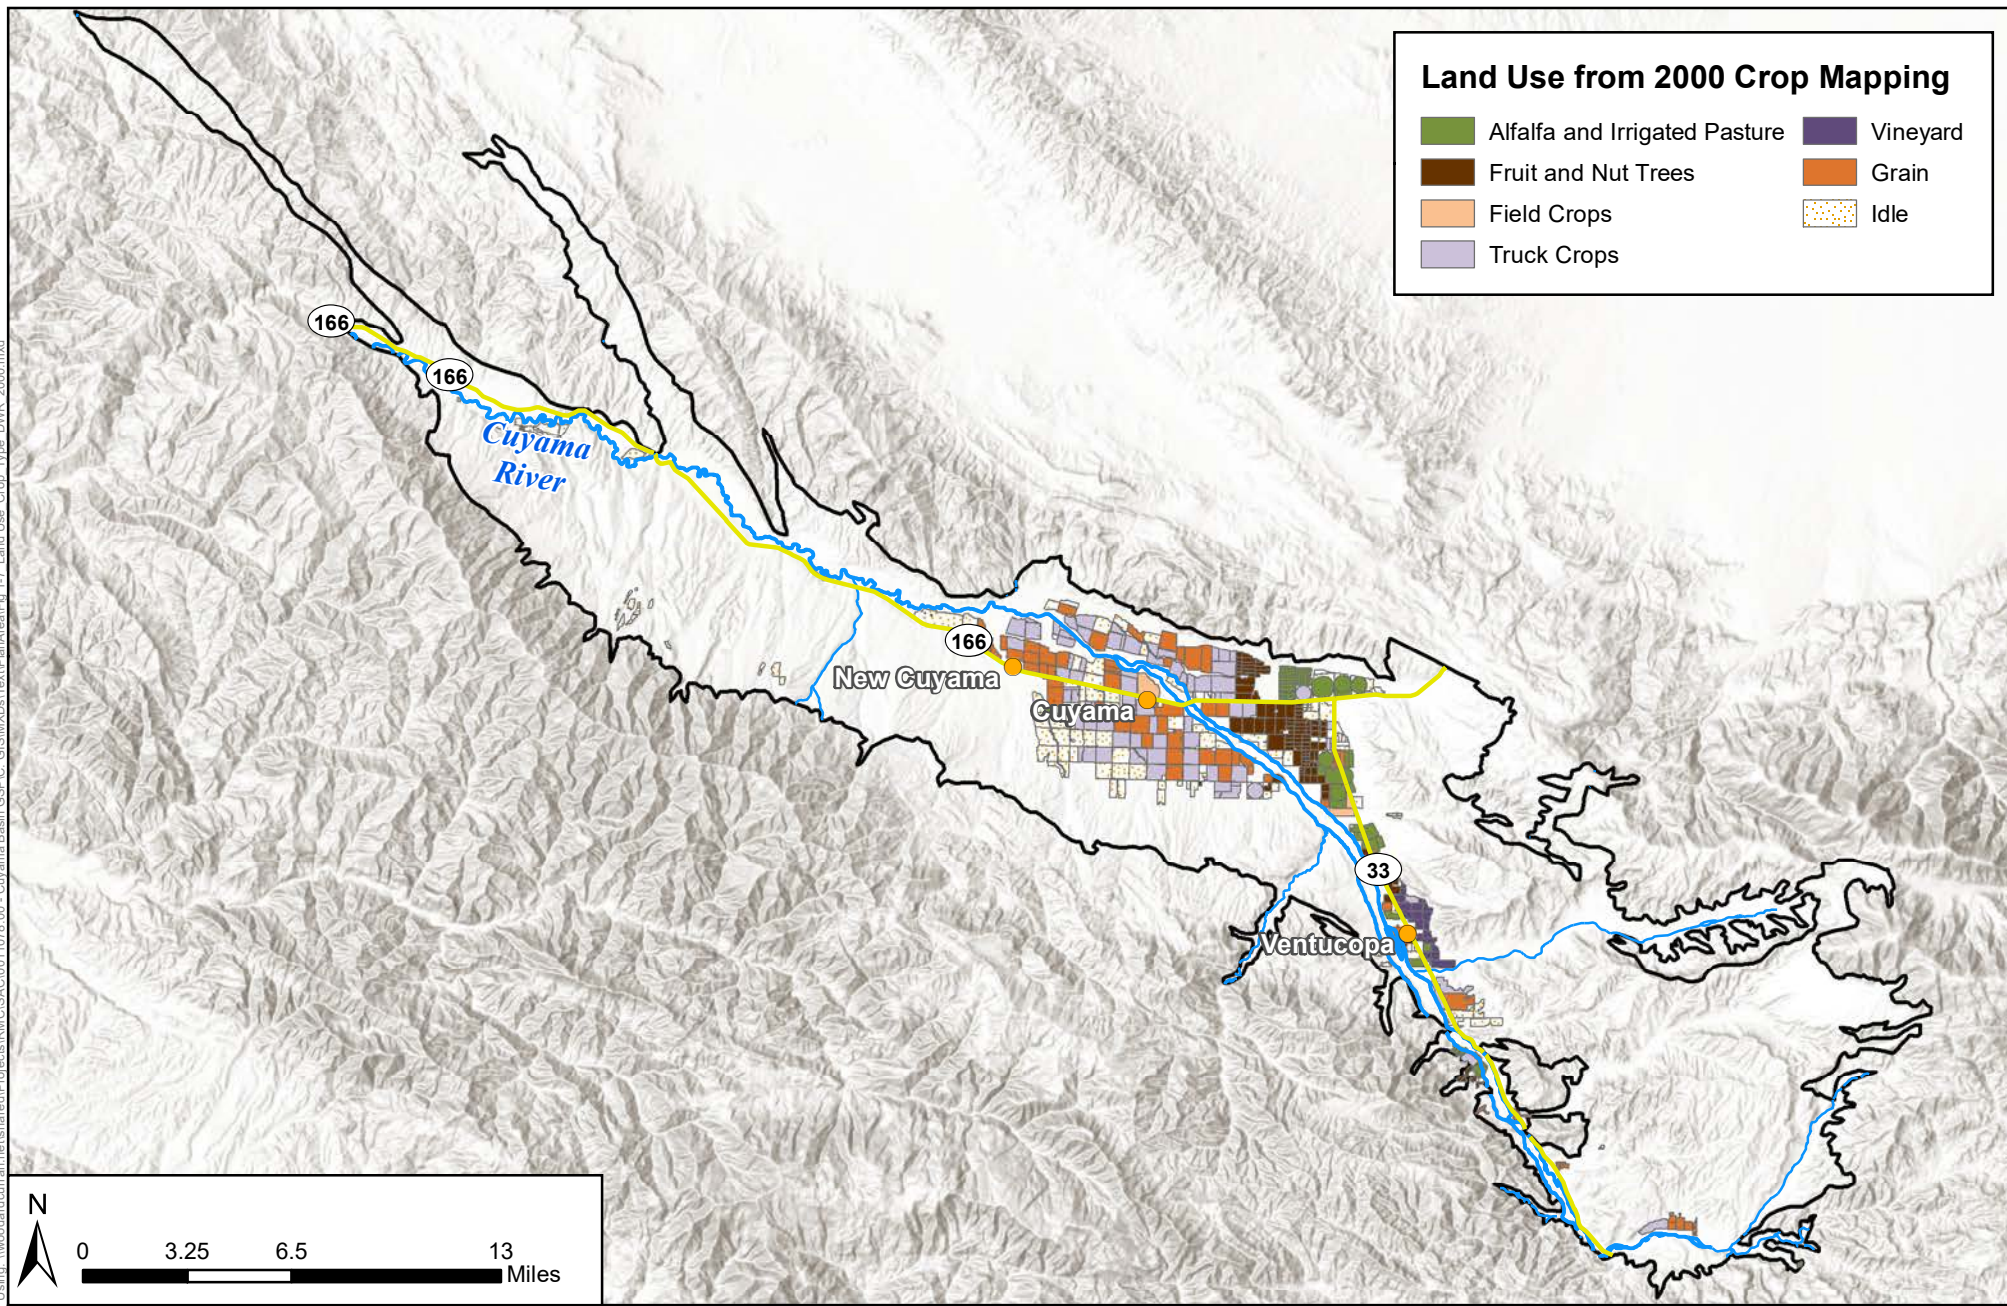 Land Use from 2000 Crop Mapping
Alfalfa and Irrigated Pasture
Vineyard
Fruit and Nut Trees
Grain
Field Crops
Idle
Truck Crops
166
166
Cuyama
River
166
New Cuyama
Cuyama
33
Ventucopa
N
0 3.25 6.5 13
Miles